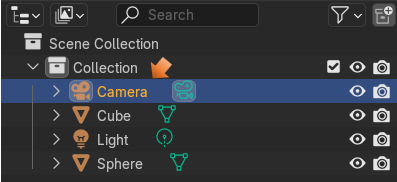 Search
Scene Collection
Collection
Camera
Cube
Light
Sphere